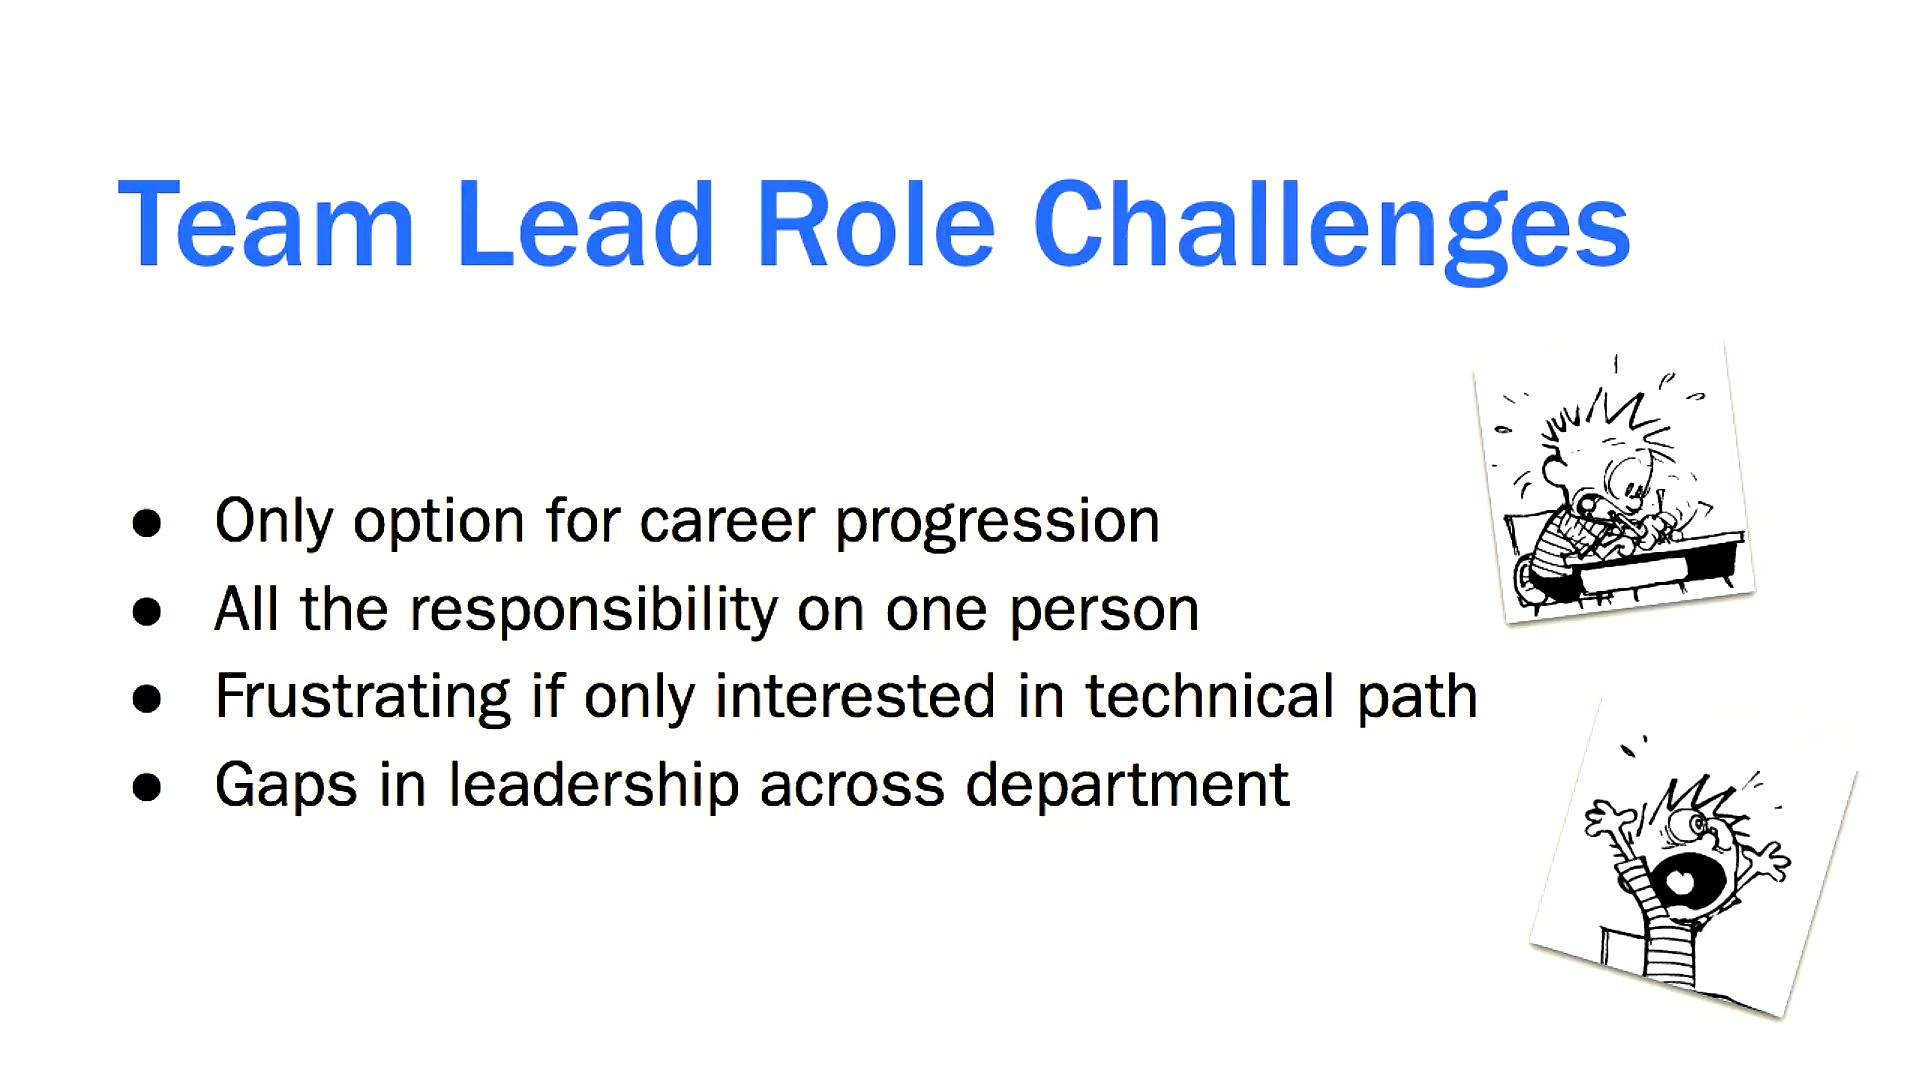 Team Lead Role Challenges
● Only option for career progression
● All the responsibility on one person
● Frustrating if only interested in technical path
● Gaps in leadership across department